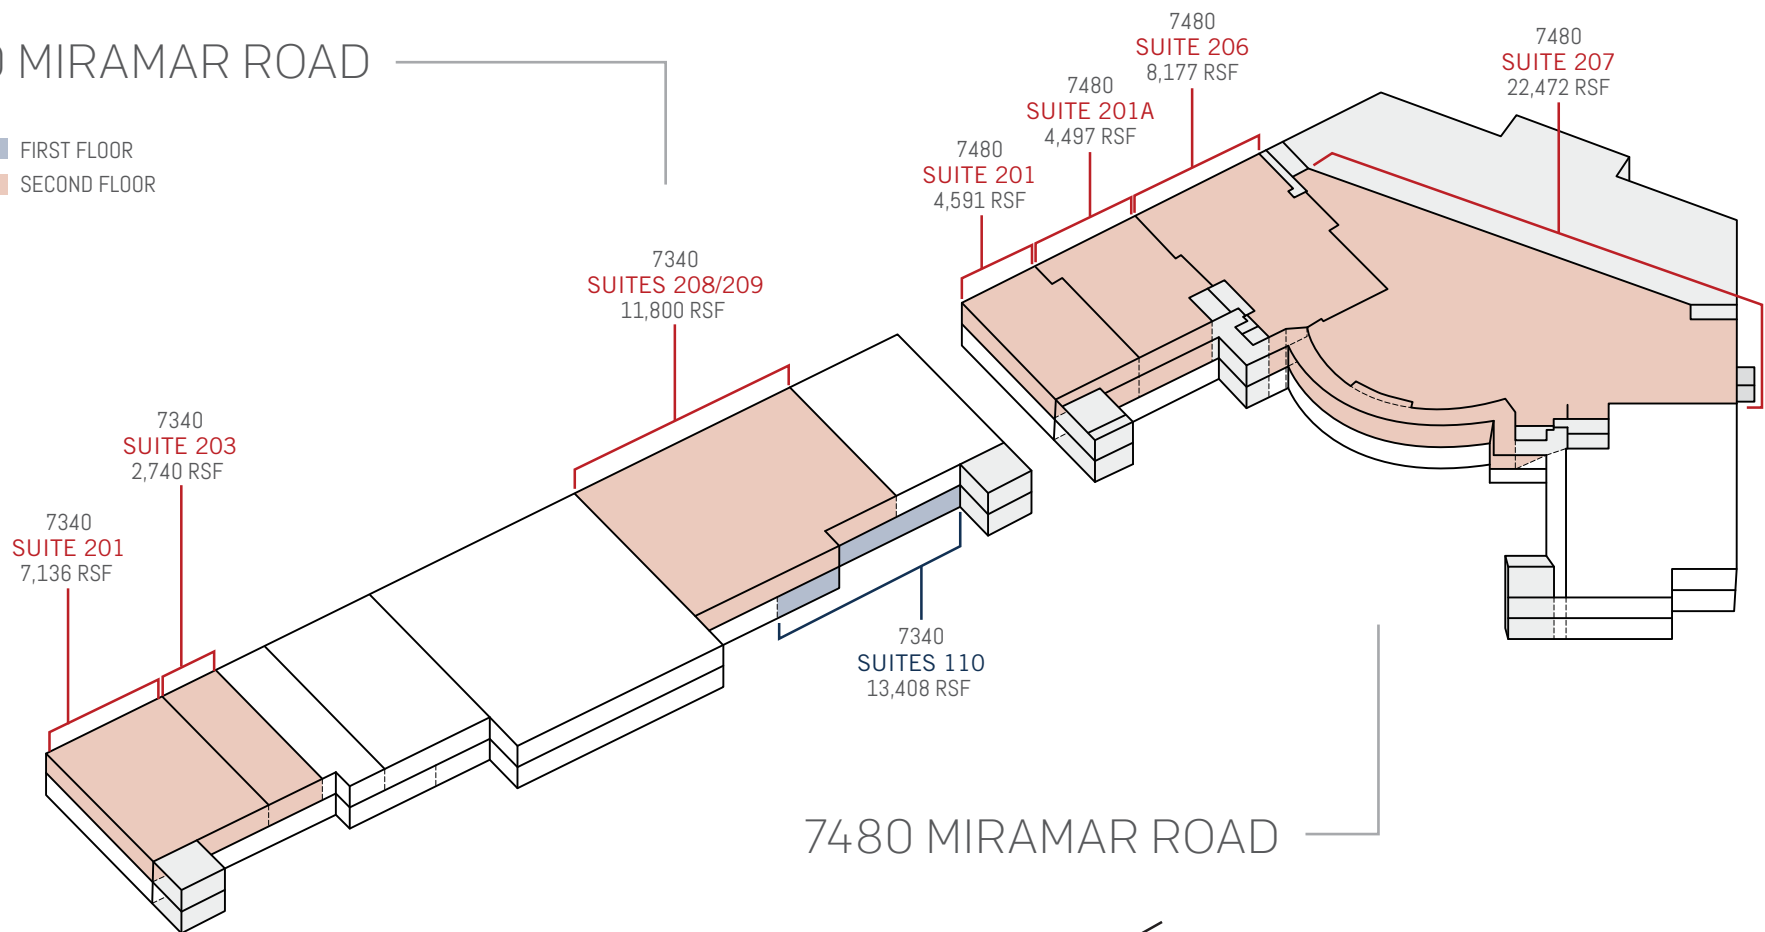 MIRAMAR ROAD
FIRST FLOOR
SECOND FLOOR
7480
SUITE 206
8,177 RSF
7480
SUITE 207
22,472 RSF
7480
SUITE 201A
4,497 RSF
7480
SUITE 201
4,591 RSF
7340
SUITES 208/209
11,800 RSF
7340
SUITE 203
2,740 RSF
7340
SUITE 201
7,136 RSF
7340
SUITES 110
13,408 RSF
7480 MIRAMAR ROAD